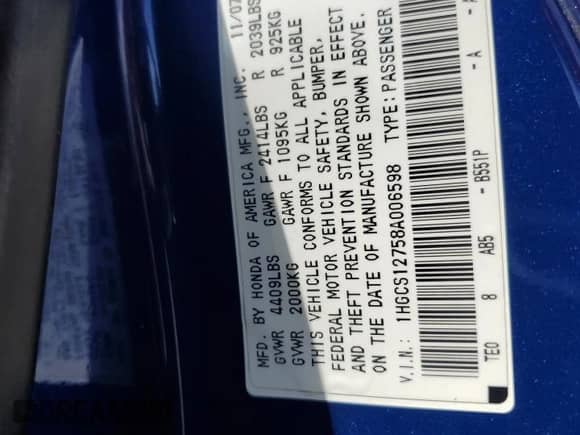 MFD. BY HONDA OF AMERICA MFG., INC. 11/07
GVWR 4409LBS GAWR F 2414LBS R 2039LBS
GVWR 2000KG GAWR F 1095KG R 925KG
THIS VEHICLE CONFORMS TO ALL APPLICABLE
FEDERAL MOTOR VEHICLE SAFETY, BUMPER,
AND THEFT PREVENTION STANDARDS IN EFFECT
ON THE DATE OF MANUFACTURE SHOWN ABOVE.
V.I.N.: 1HGCS12758A006598 TYPE: PASSENGER
TE0 8 AB5 - B551P - A - A